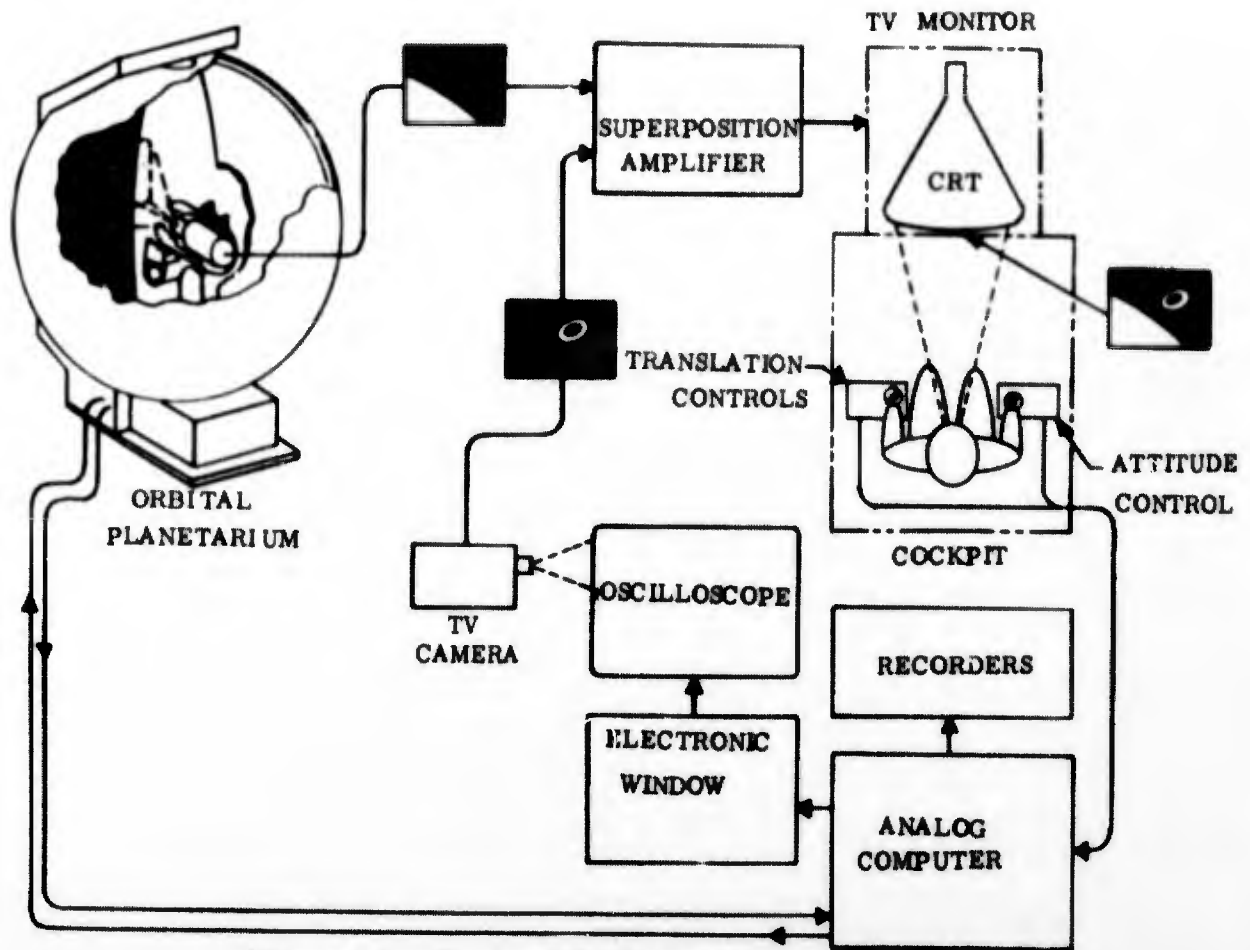 TV MONITOR
SUPERPOSITION
AMPLIFIER
CRT
TRANSLATION
CONTROLS
ATTITUDE
CONTROL
ORBITAL
PLANETARIUM
COCKPIT
OSCILLOSCOPE
TV
CAMERA
RECORDERS
ELECTRONIC
WINDOW
ANALOG
COMPUTER